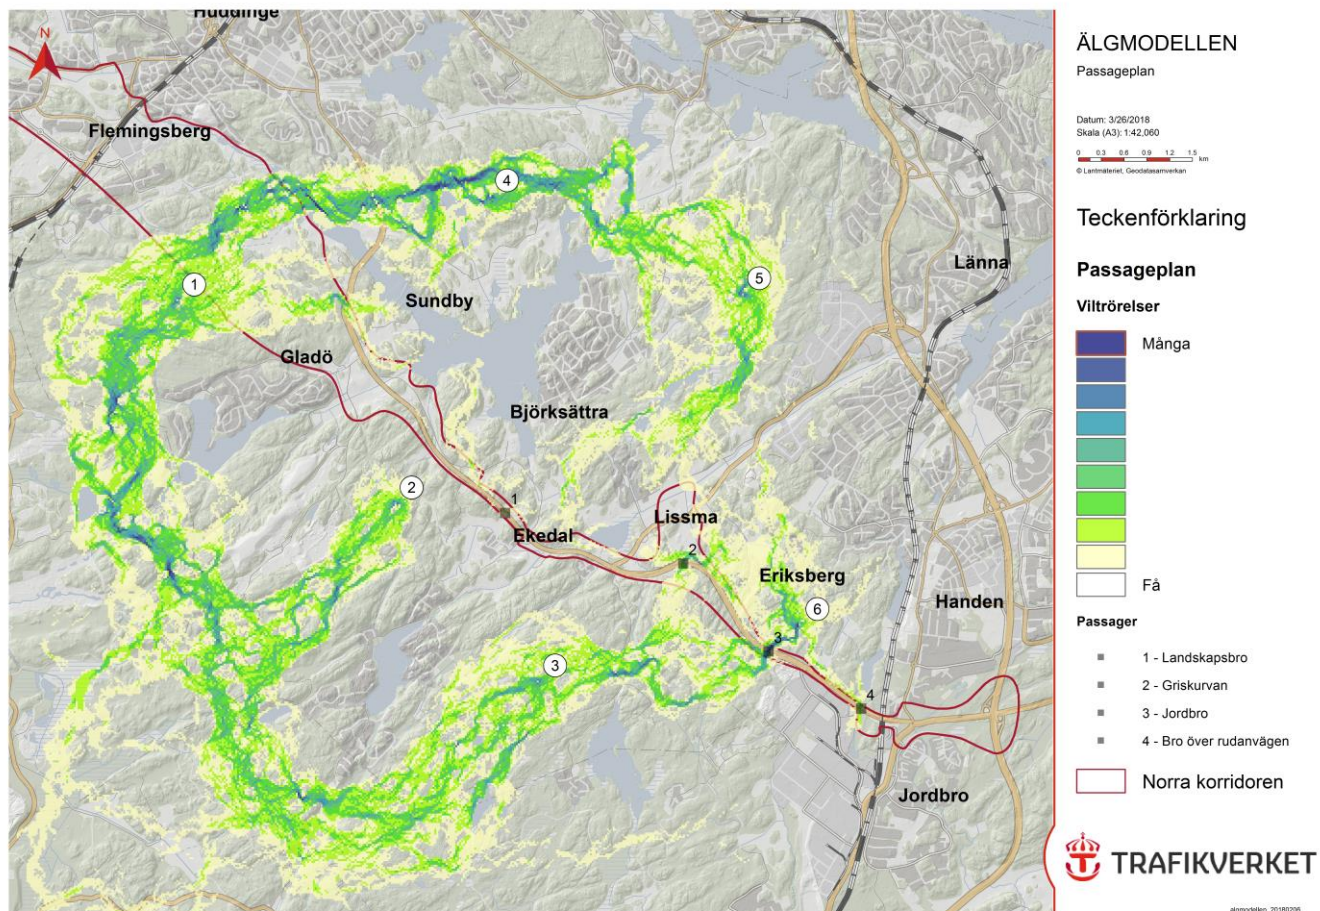 Huddinge
N
Flemingsberg
4
1
5
Länna
Sundby
Gladö
Björksättra
2
1
Ekedal
Lissma
2
Eriksberg
6
Handen
3
3
4
Jordbro
ÄLGMODELLEN
Passageplan
Datum: 3/26/2018
Skala (A3): 1:42,060
0 0.3 0.6 0.9 1.2 1.5
km
© Lantmäteriet, Geodatasamverkan
Teckenförklaring
Passageplan
Viltrörelser
Många
Få
Passager
1 - Landskapsbro
2 - Griskurvan
3 - Jordbro
4 - Bro över rudanvägen
Norra korridoren
TRAFIKVERKET
algmodellen_20180206